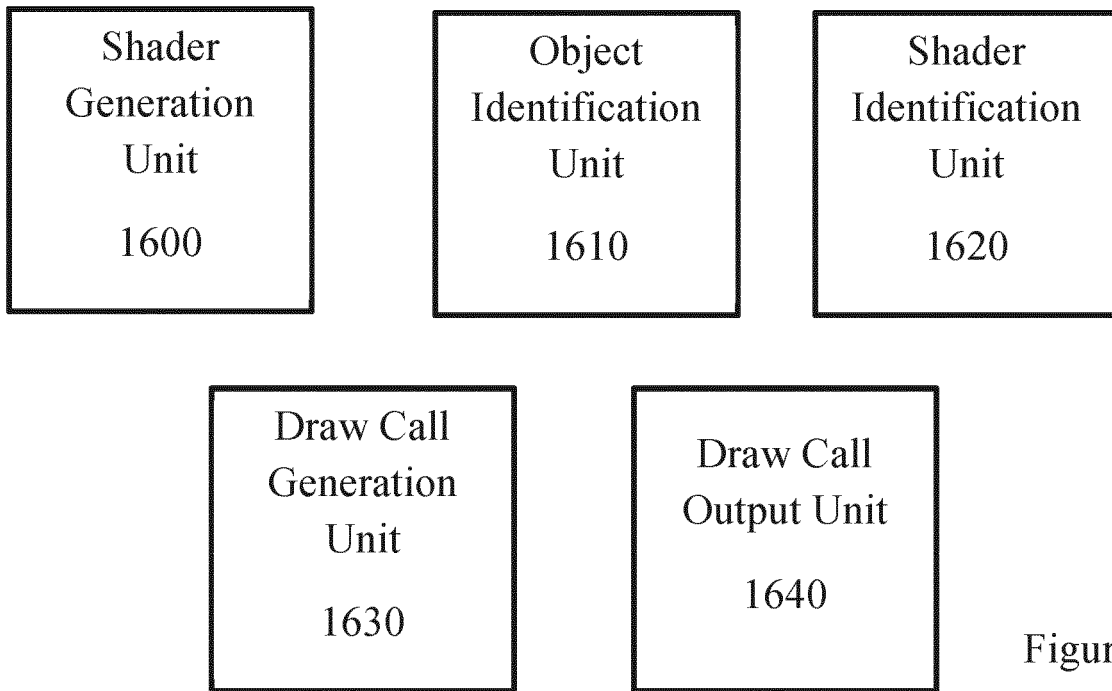 Shader
Generation
Unit
1600
Object
Identification
Unit
1610
Shader
Identification
Unit
1620
Draw Call
Generation
Unit
1630
Draw Call
Output Unit
1640
Figur